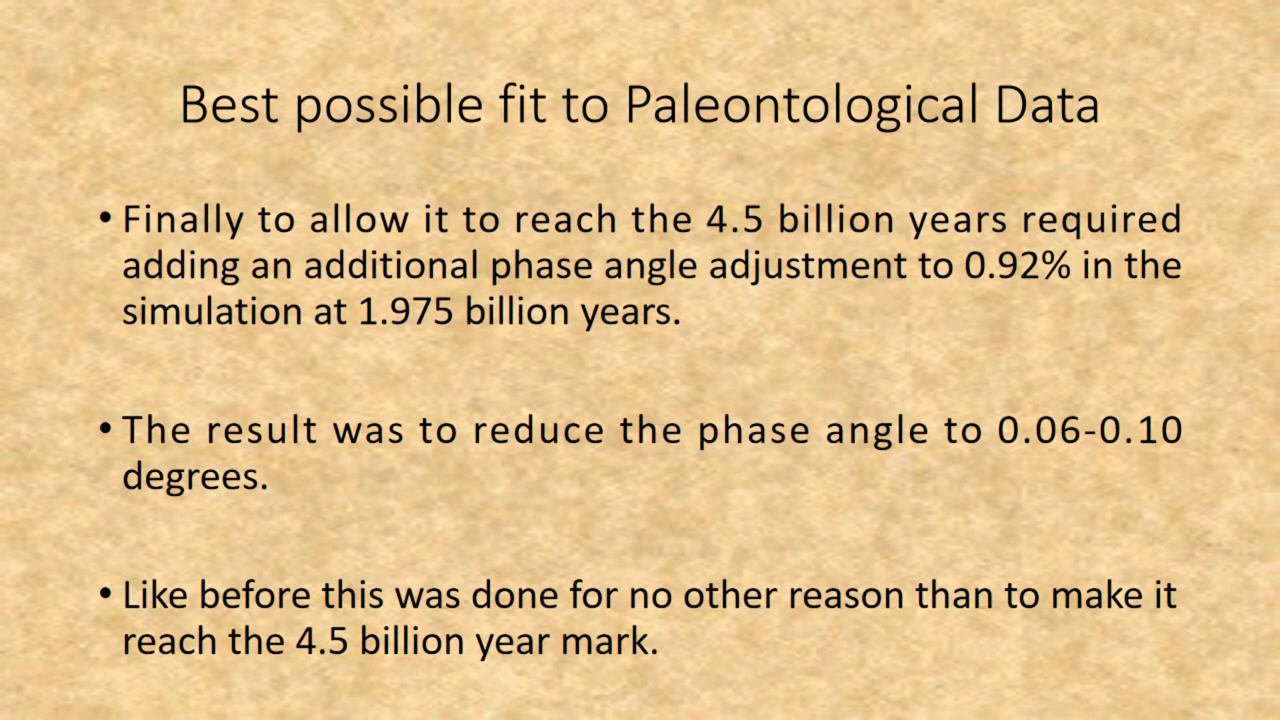 Best possible fit to Paleontological Data
• Finally to allow it to reach the 4.5 billion years required
adding an additional phase angle adjustment to 0.92% in the
simulation at 1.975 billion years.
• The result was to reduce the phase angle to 0.06-0.10
degrees.
• Like before this was done for no other reason than to make it
reach the 4.5 billion year mark.